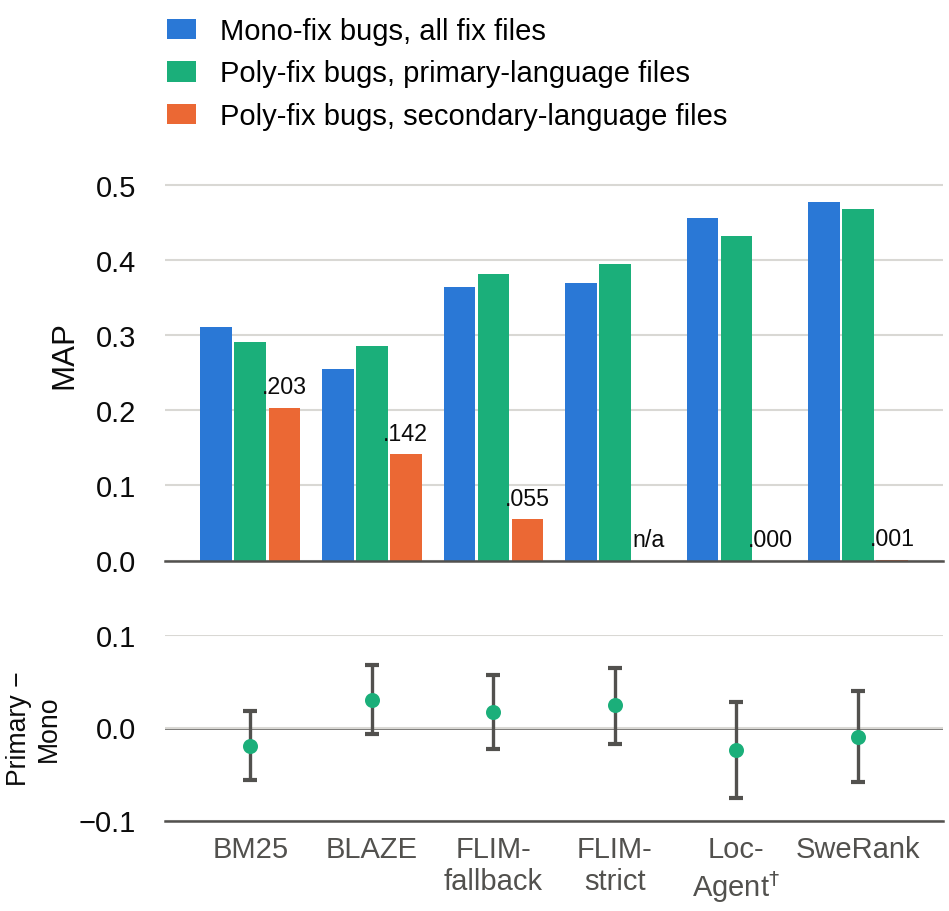 Mono-fix bugs, all fix files
Poly-fix bugs, primary-language files
Poly-fix bugs, secondary-language files
MAP
0.5
0.4
0.3
0.2
0.1
0.0
.203
.142
.055
n/a
.000
.001
Primary –
Mono
0.1
0.0
−0.1
BM25
BLAZE
FLIM-
fallback
FLIM-
strict
Loc-
Agent†
SweRank